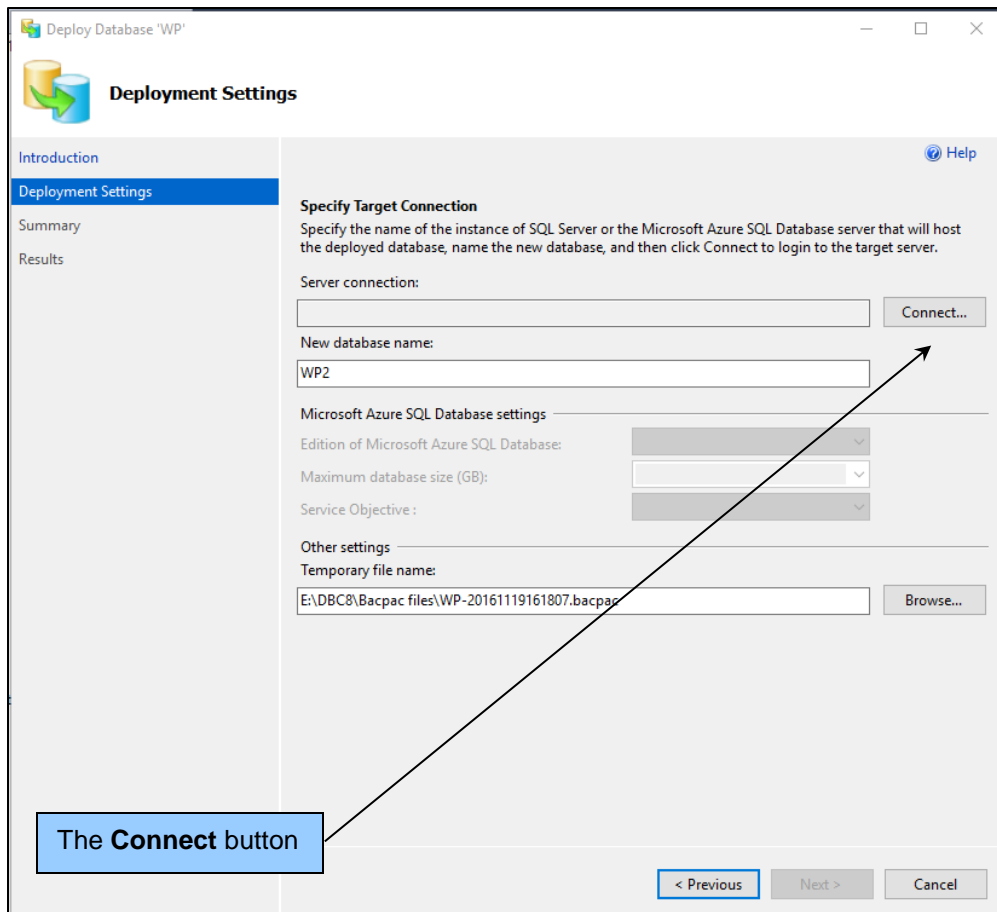 Deploy Database 'WP'
Deployment Settings
Introduction
Help
Deployment Settings
Summary
Results
Specify Target Connection
Specify the name of the instance of SQL Server or the Microsoft Azure SQL Database server that will host
the deployed database, name the new database, and then click Connect to login to the target server.
Server connection:
Connect...
New database name:
WP2
Microsoft Azure SQL Database settings
Edition of Microsoft Azure SQL Database:
Maximum database size (GB):
Service Objective :
Other settings
Temporary file name:
E:\DBC8\Bacpac files\WP-20161119161807.bacpac
Browse...
The Connect button
< Previous
Next >
Cancel